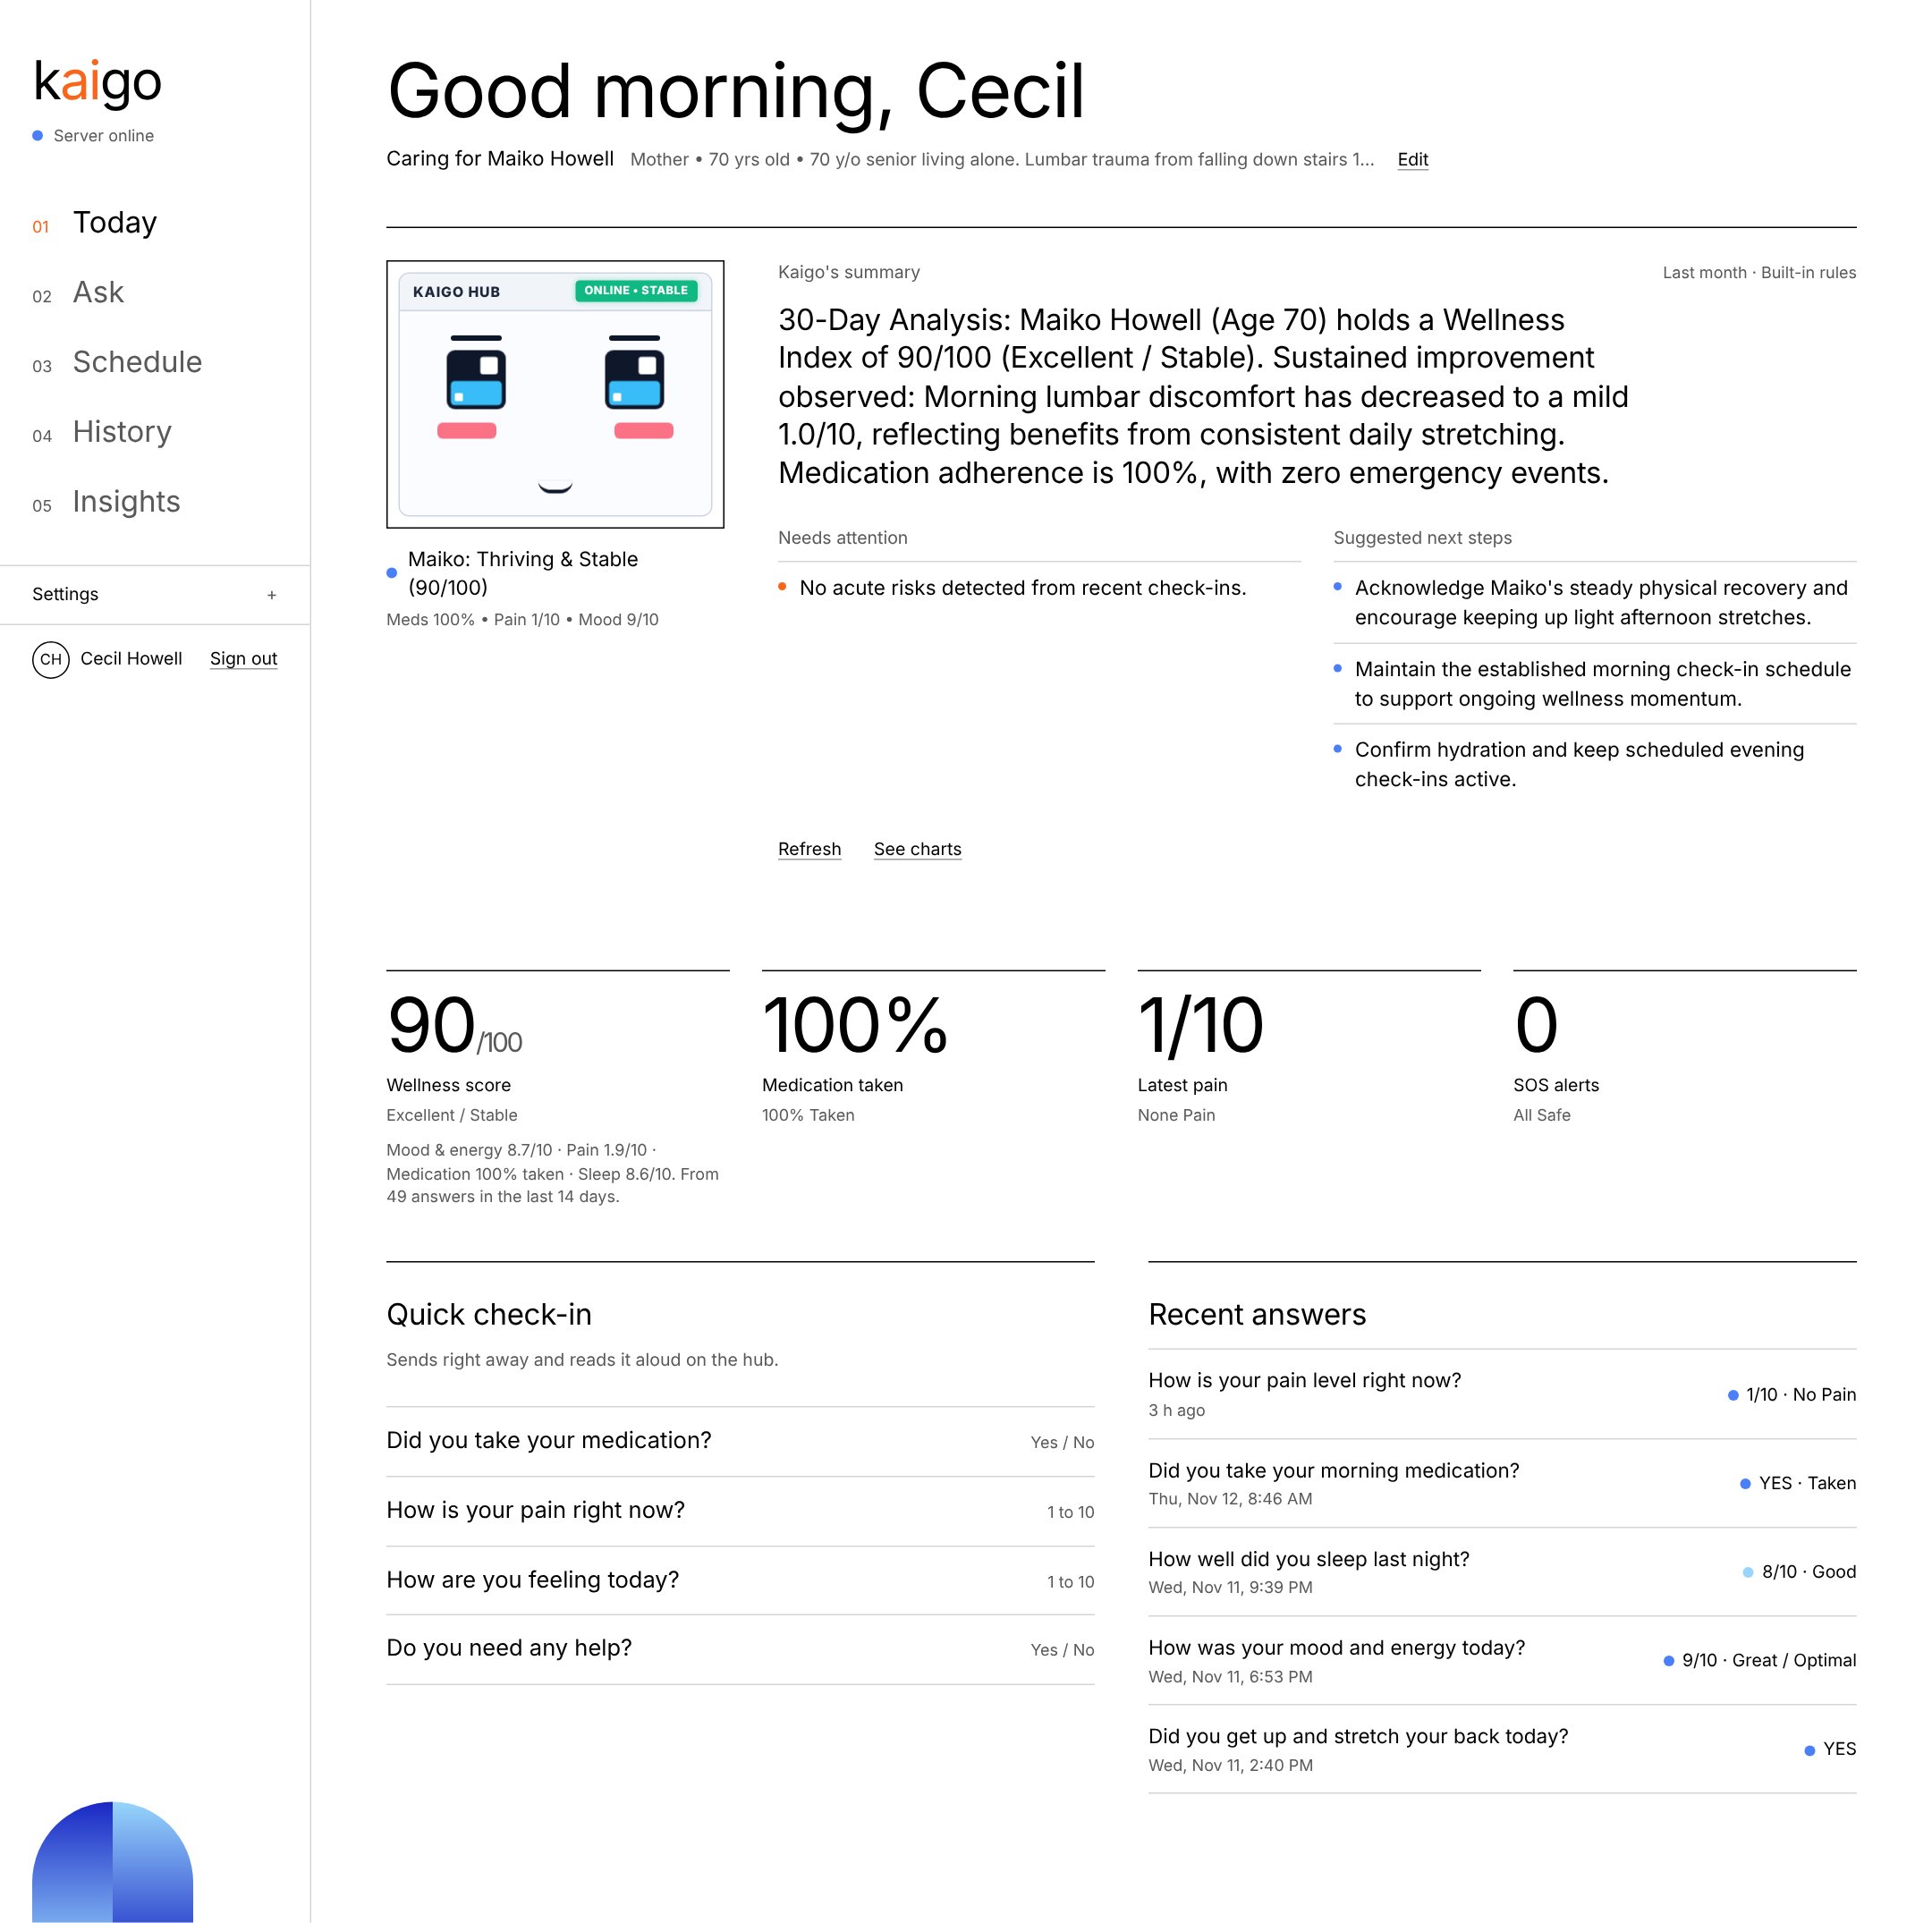 kaigo
Server online
01 Today
02 Ask
03 Schedule
04 History
05 Insights
Settings +
CH Cecil Howell Sign out
Good morning, Cecil
Caring for Maiko Howell Mother • 70 yrs old • 70 y/o senior living alone. Lumbar trauma from falling down stairs 1... Edit
KAIGO HUB ONLINE • STABLE
Maiko: Thriving & Stable
(90/100)
Meds 100% • Pain 1/10 • Mood 9/10
Kaigo's summary Last month · Built-in rules
30-Day Analysis: Maiko Howell (Age 70) holds a Wellness
Index of 90/100 (Excellent / Stable). Sustained improvement
observed: Morning lumbar discomfort has decreased to a mild
1.0/10, reflecting benefits from consistent daily stretching.
Medication adherence is 100%, with zero emergency events.
Needs attention
No acute risks detected from recent check-ins.
Suggested next steps
Acknowledge Maiko's steady physical recovery and
encourage keeping up light afternoon stretches.
Maintain the established morning check-in schedule
to support ongoing wellness momentum.
Confirm hydration and keep scheduled evening
check-ins active.
Refresh See charts
90/100
Wellness score
Excellent / Stable
Mood & energy 8.7/10 · Pain 1.9/10 ·
Medication 100% taken · Sleep 8.6/10. From
49 answers in the last 14 days.
100%
Medication taken
100% Taken
1/10
Latest pain
None Pain
0
SOS alerts
All Safe
Quick check-in
Sends right away and reads it aloud on the hub.
Did you take your medication? Yes / No
How is your pain right now? 1 to 10
How are you feeling today? 1 to 10
Do you need any help? Yes / No
Recent answers
How is your pain level right now?
3 h ago
1/10 · No Pain
Did you take your morning medication?
Thu, Nov 12, 8:46 AM
YES · Taken
How well did you sleep last night?
Wed, Nov 11, 9:39 PM
8/10 · Good
How was your mood and energy today?
Wed, Nov 11, 6:53 PM
9/10 · Great / Optimal
Did you get up and stretch your back today?
Wed, Nov 11, 2:40 PM
YES